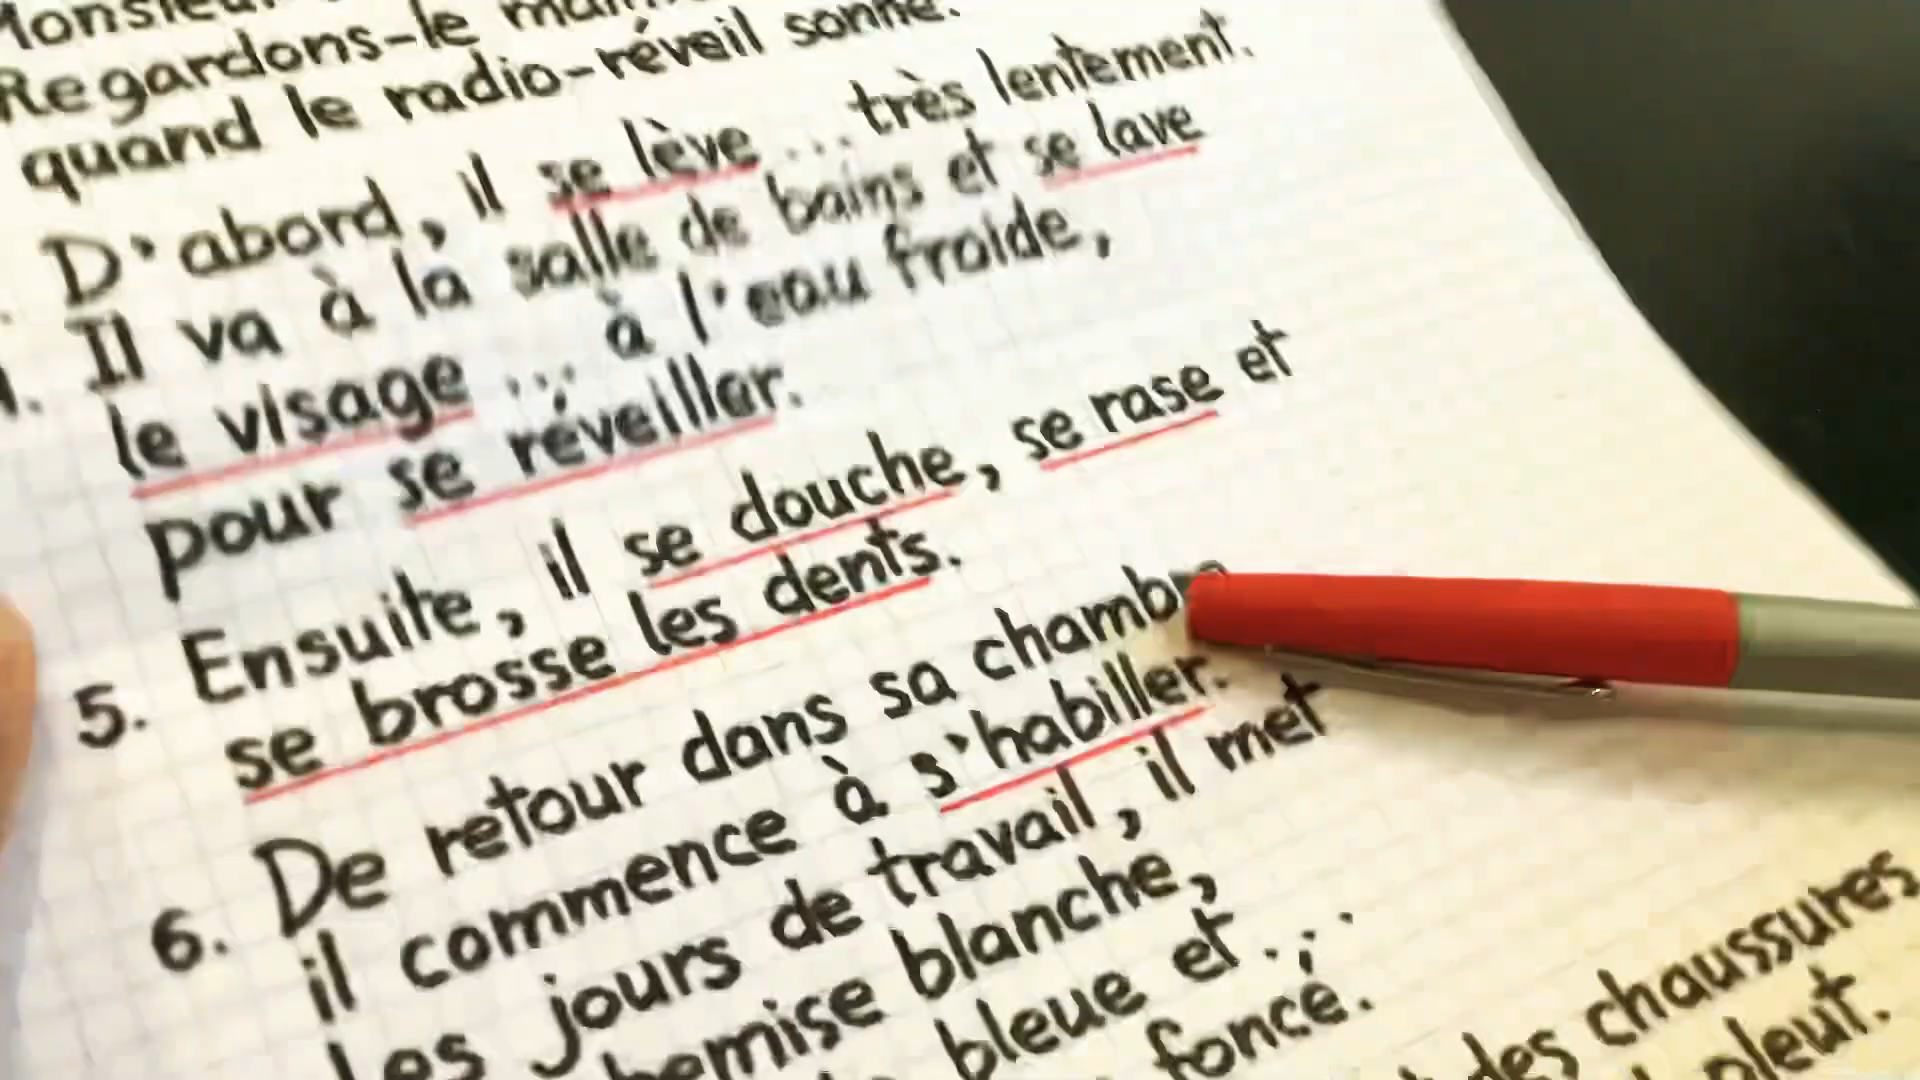 Monsieur
Regardons-le
quand le radio-réveil sonne.
D'abord, il se lève ... très lentement.
Il va à la salle de bains et se lave
le visage ... à l'eau froide,
pour se réveiller.
5. Ensuite, il se douche, se rase et
se brosse les dents.
6. De retour dans sa chambre
il commence à s'habiller.
Les jours de travail, il met
chemise blanche,
bleue et ...
foncé.
des chaussures
pleut.